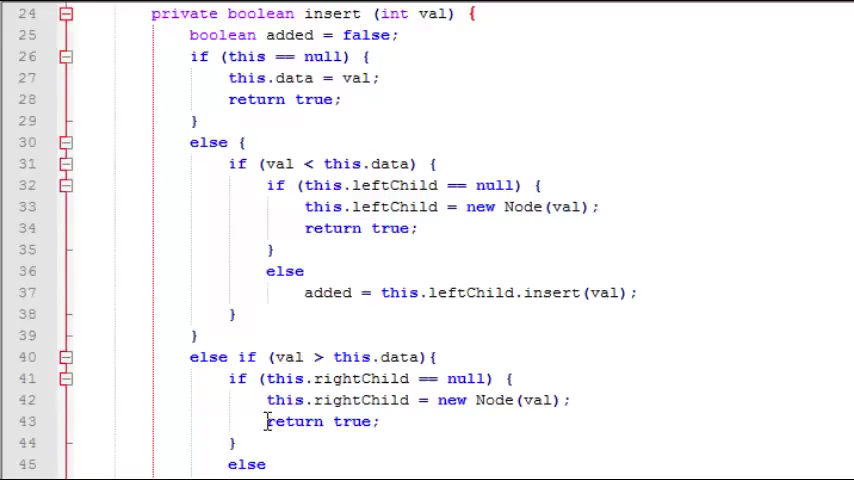 24 private boolean insert (int val) {
25 boolean added = false;
26 if (this == null) {
27 this.data = val;
28 return true;
29 }
30 else {
31 if (val < this.data) {
32 if (this.leftChild == null) {
33 this.leftChild = new Node(val);
34 return true;
35 }
36 else
37 added = this.leftChild.insert(val);
38 }
39 }
40 else if (val > this.data){
41 if (this.rightChild == null) {
42 this.rightChild = new Node(val);
43 return true;
44 }
45 else